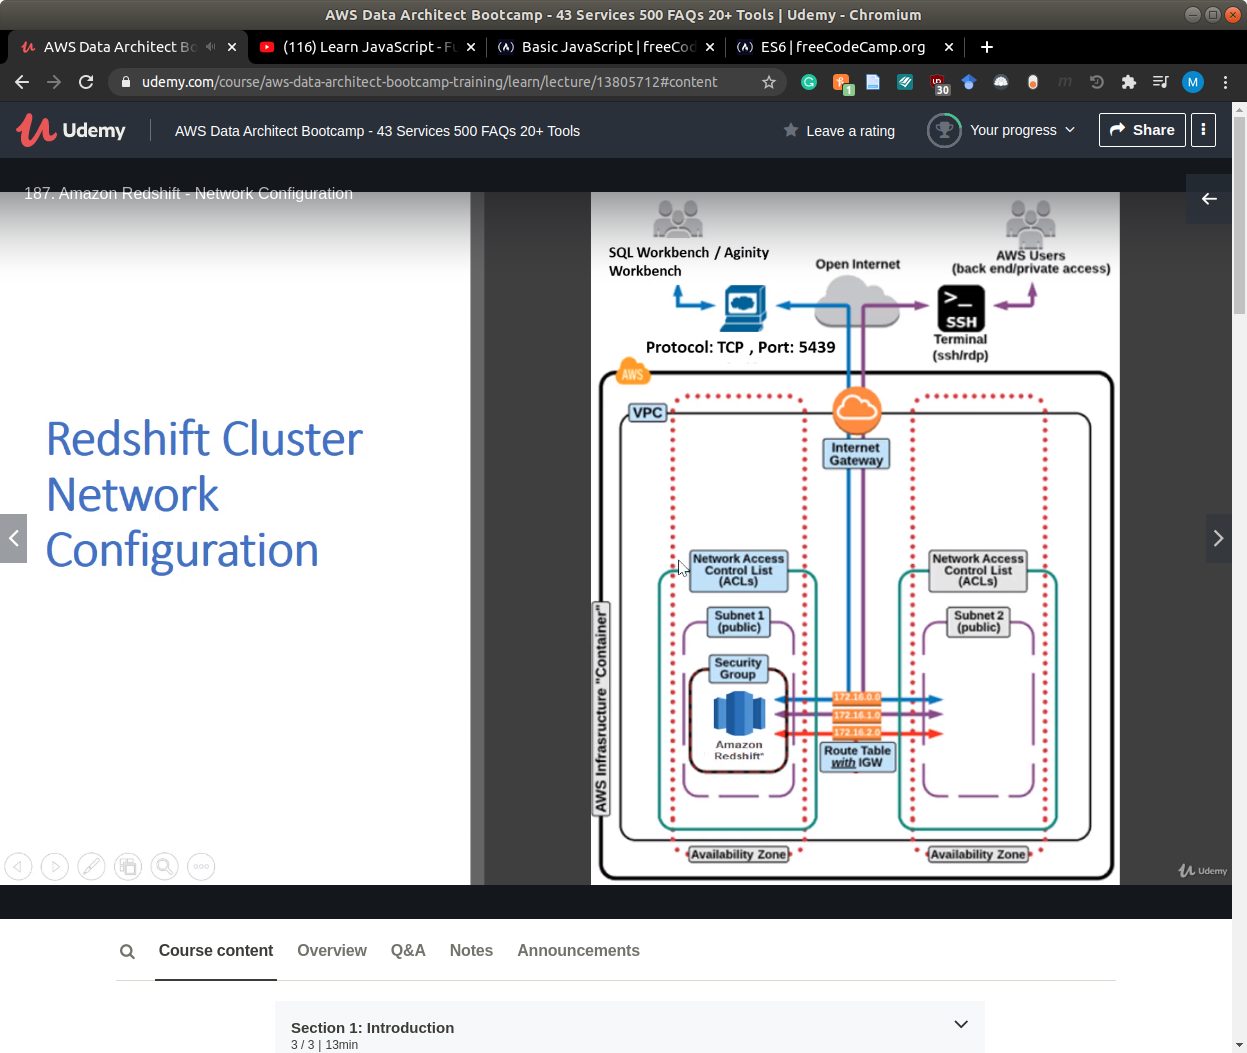 AWS Data Architect Bootcamp - 43 Services 500 FAQs 20+ Tools | Udemy - Chromium
AWS Data Architect Bo
(116) Learn JavaScript - Fu
Basic JavaScript | freeCod
ES6 | freeCodeCamp.org
udemy.com/course/aws-data-architect-bootcamp-training/learn/lecture/13805712#content
1
30
m
M
Udemy
AWS Data Architect Bootcamp - 43 Services 500 FAQs 20+ Tools
Leave a rating
Your progress
Share
187. Amazon Redshift - Network Configuration
Redshift Cluster
Network
Configuration
SQL Workbench / Aginity
Workbench
Open Internet
AWS Users
(back end/private access)
>_
SSH
Protocol: TCP , Port: 5439
Terminal
(ssh/rdp)
AWS
VPC
Internet
Gateway
Network Access
Control List
(ACLs)
Network Access
Control List
(ACLs)
Subnet 1
(public)
Subnet 2
(public)
Security
Group
Amazon
Redshift
172.16.0.0
172.16.1.0
172.16.2.0
Route Table
with IGW
AWS Infrasructure "Container"
Availability Zone
Availability Zone
Udemy
Course content
Overview
Q&A
Notes
Announcements
Section 1: Introduction
3 / 3 | 13min